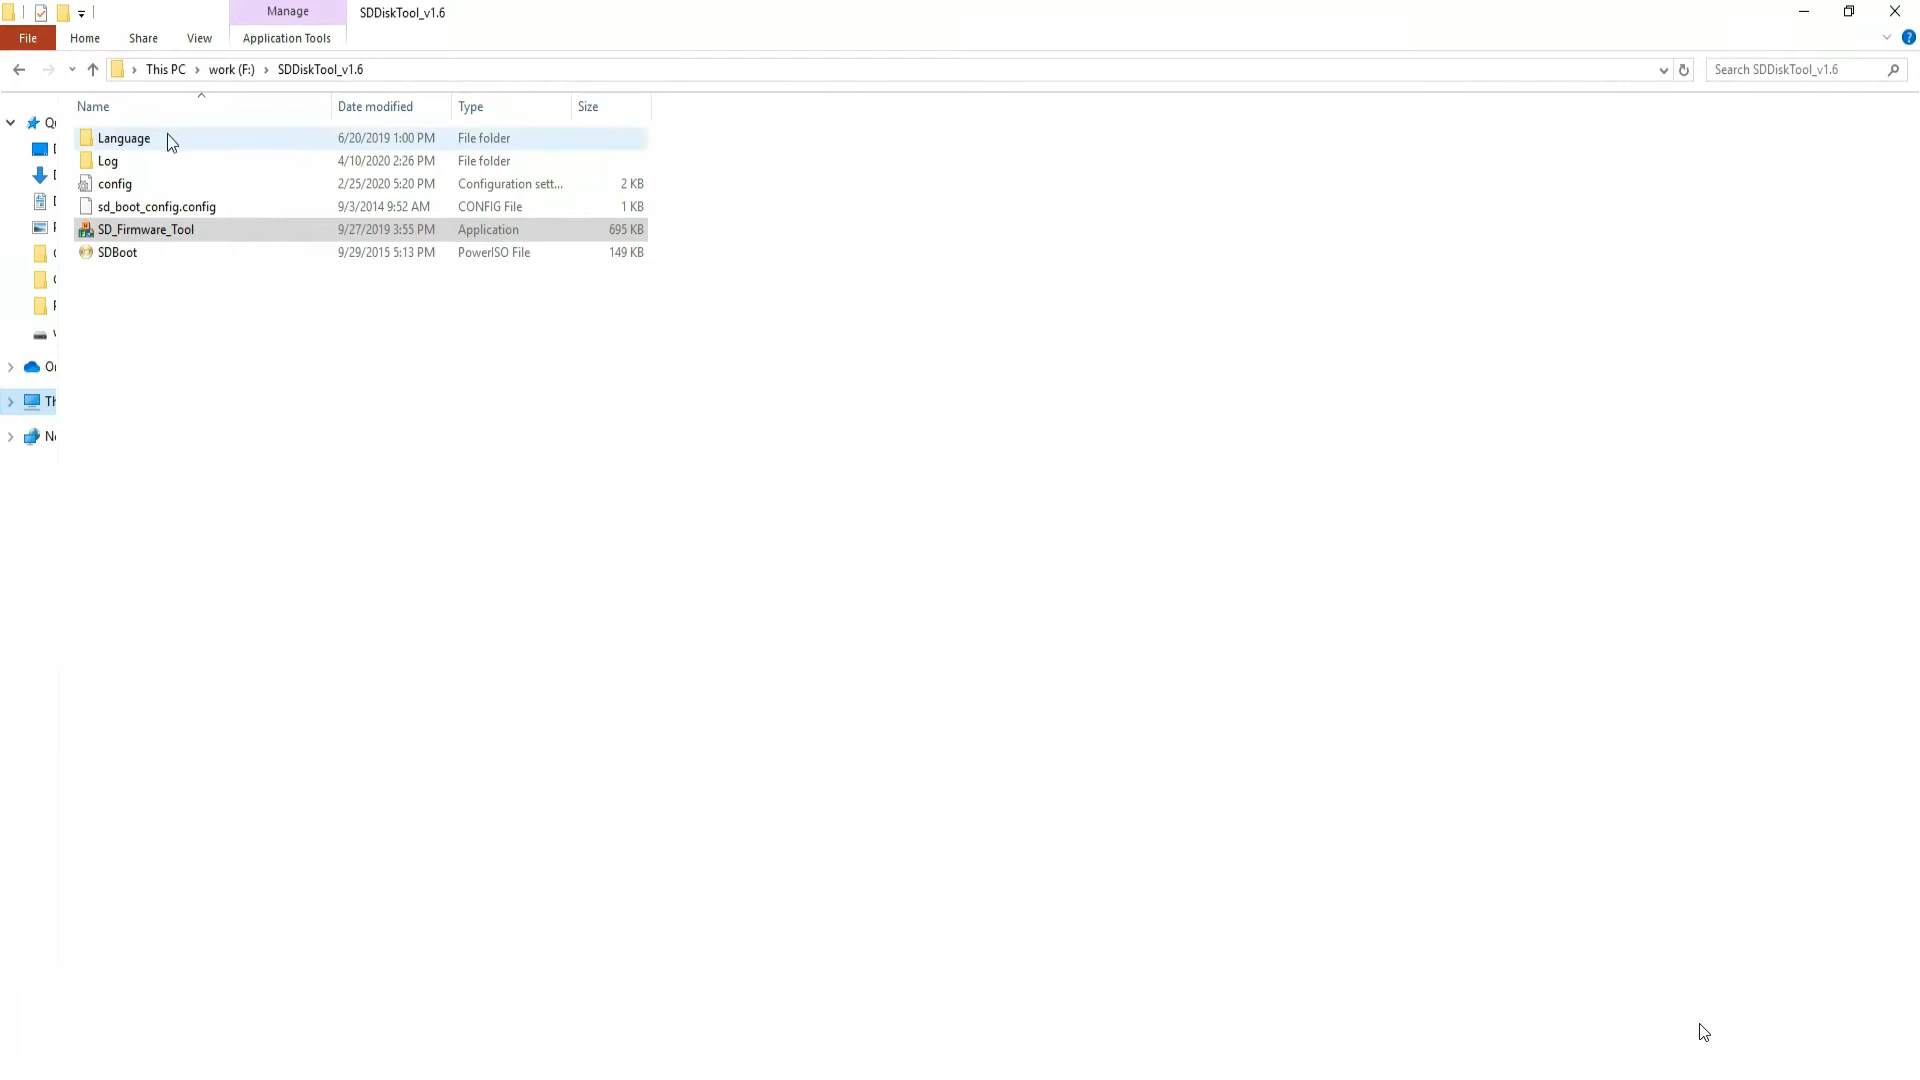 Manage SDDiskTool_v1.6
File Home Share View Application Tools
This PC work (F:) SDDiskTool_v1.6 Search SDDiskTool_v1.6
Name Date modified Type Size
Language 6/20/2019 1:00 PM File folder
Log 4/10/2020 2:26 PM File folder
config 2/25/2020 5:20 PM Configuration sett... 2 KB
sd_boot_config.config 9/3/2014 9:52 AM CONFIG File 1 KB
SD_Firmware_Tool 9/27/2019 3:55 PM Application 695 KB
SDBoot 9/29/2015 5:13 PM PowerISO File 149 KB